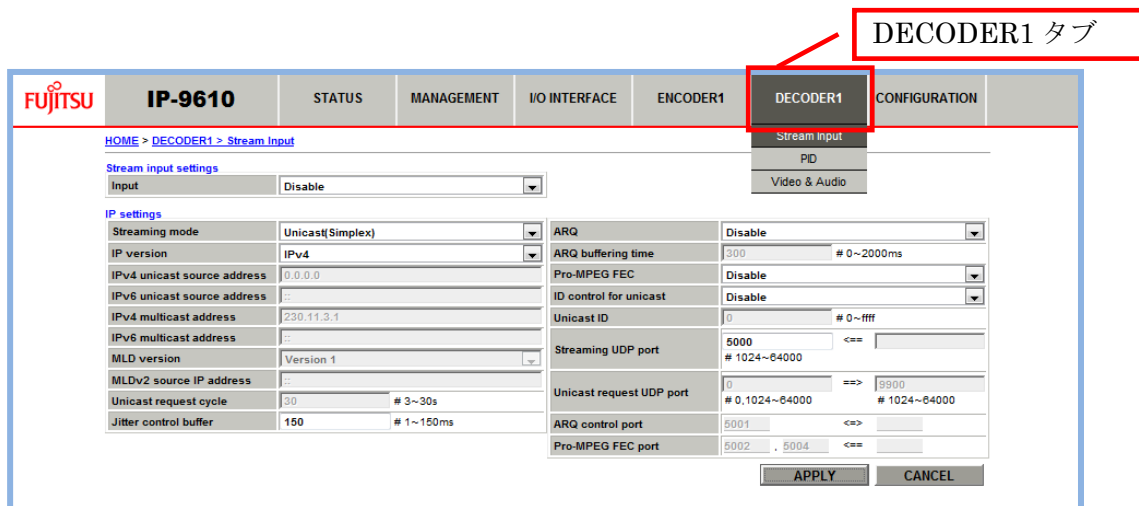 DECODER1 タブ
FUJITSU IP-9610 STATUS MANAGEMENT I/O INTERFACE ENCODER1 DECODER1 CONFIGURATION
Stream Input
PID
Video & Audio
HOME > DECODER1 > Stream Input
Stream input settings
Input Disable
IP settings
Streaming mode Unicast(Simplex)
IP version IPv4
IPv4 unicast source address 0.0.0.0
IPv6 unicast source address ::
IPv4 multicast address 230.11.3.1
IPv6 multicast address ::
MLD version Version 1
MLDv2 source IP address ::
Unicast request cycle 30 # 3~30s
Jitter control buffer 150 # 1~150ms
ARQ Disable
ARQ buffering time 300 # 0~2000ms
Pro-MPEG FEC Disable
ID control for unicast Disable
Unicast ID 0 # 0~ffff
Streaming UDP port 5000 <==
# 1024~64000
Unicast request UDP port 0 ==> 9900
# 0,1024~64000 # 1024~64000
ARQ control port 5001 <=>
Pro-MPEG FEC port 5002 , 5004 <==
APPLY CANCEL